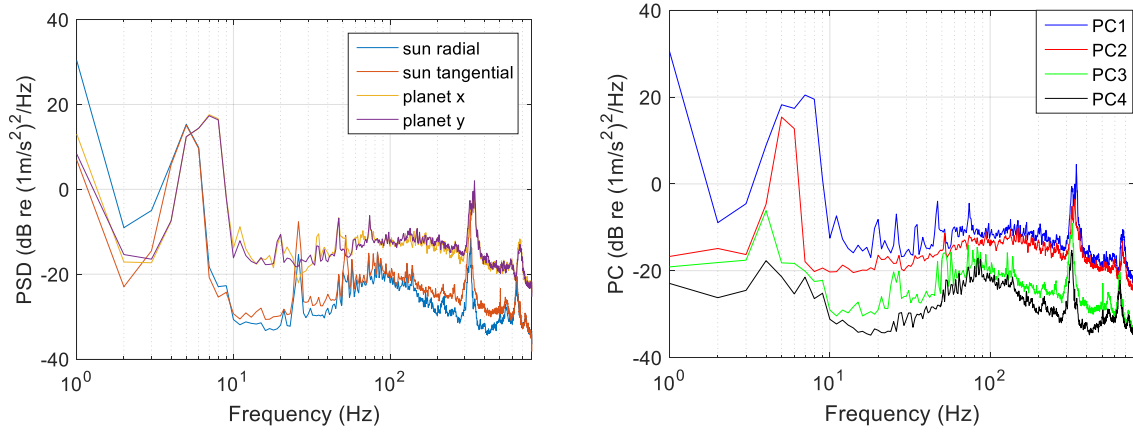 40
20
0
-20
-40
PSD (dB re (1m/s²)²/Hz)
10⁰
10¹
10²
Frequency (Hz)
sun radial
sun tangential
planet x
planet y
40
20
0
-20
-40
PC (dB re (1m/s²)²/Hz)
10⁰
10¹
10²
Frequency (Hz)
PC1
PC2
PC3
PC4